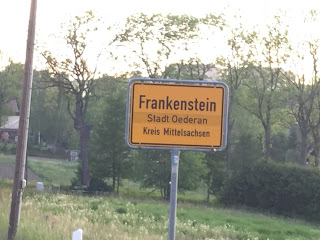 Frankenstein
Stadt Oederan
Kreis Mittelsachsen